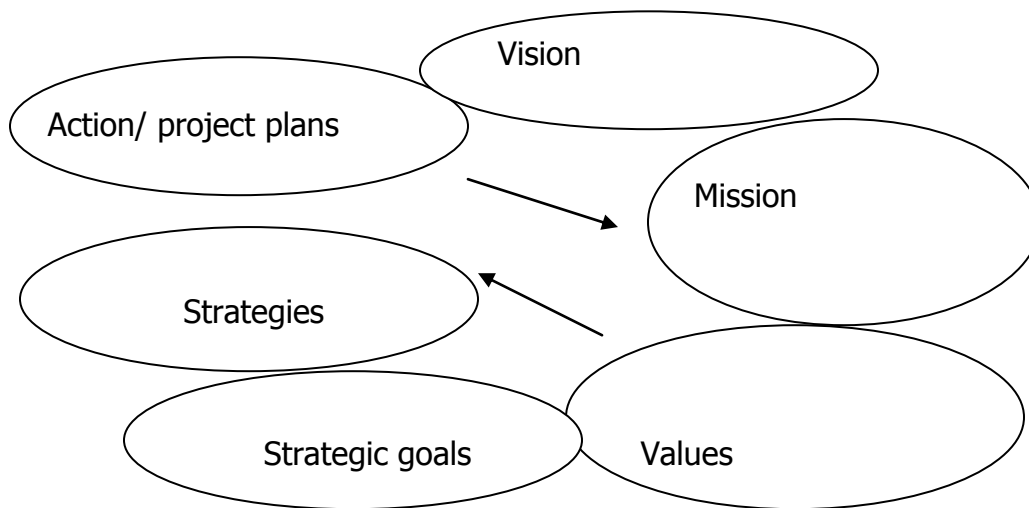 Vision
Action/ project plans
Mission
Strategies
Strategic goals
Values